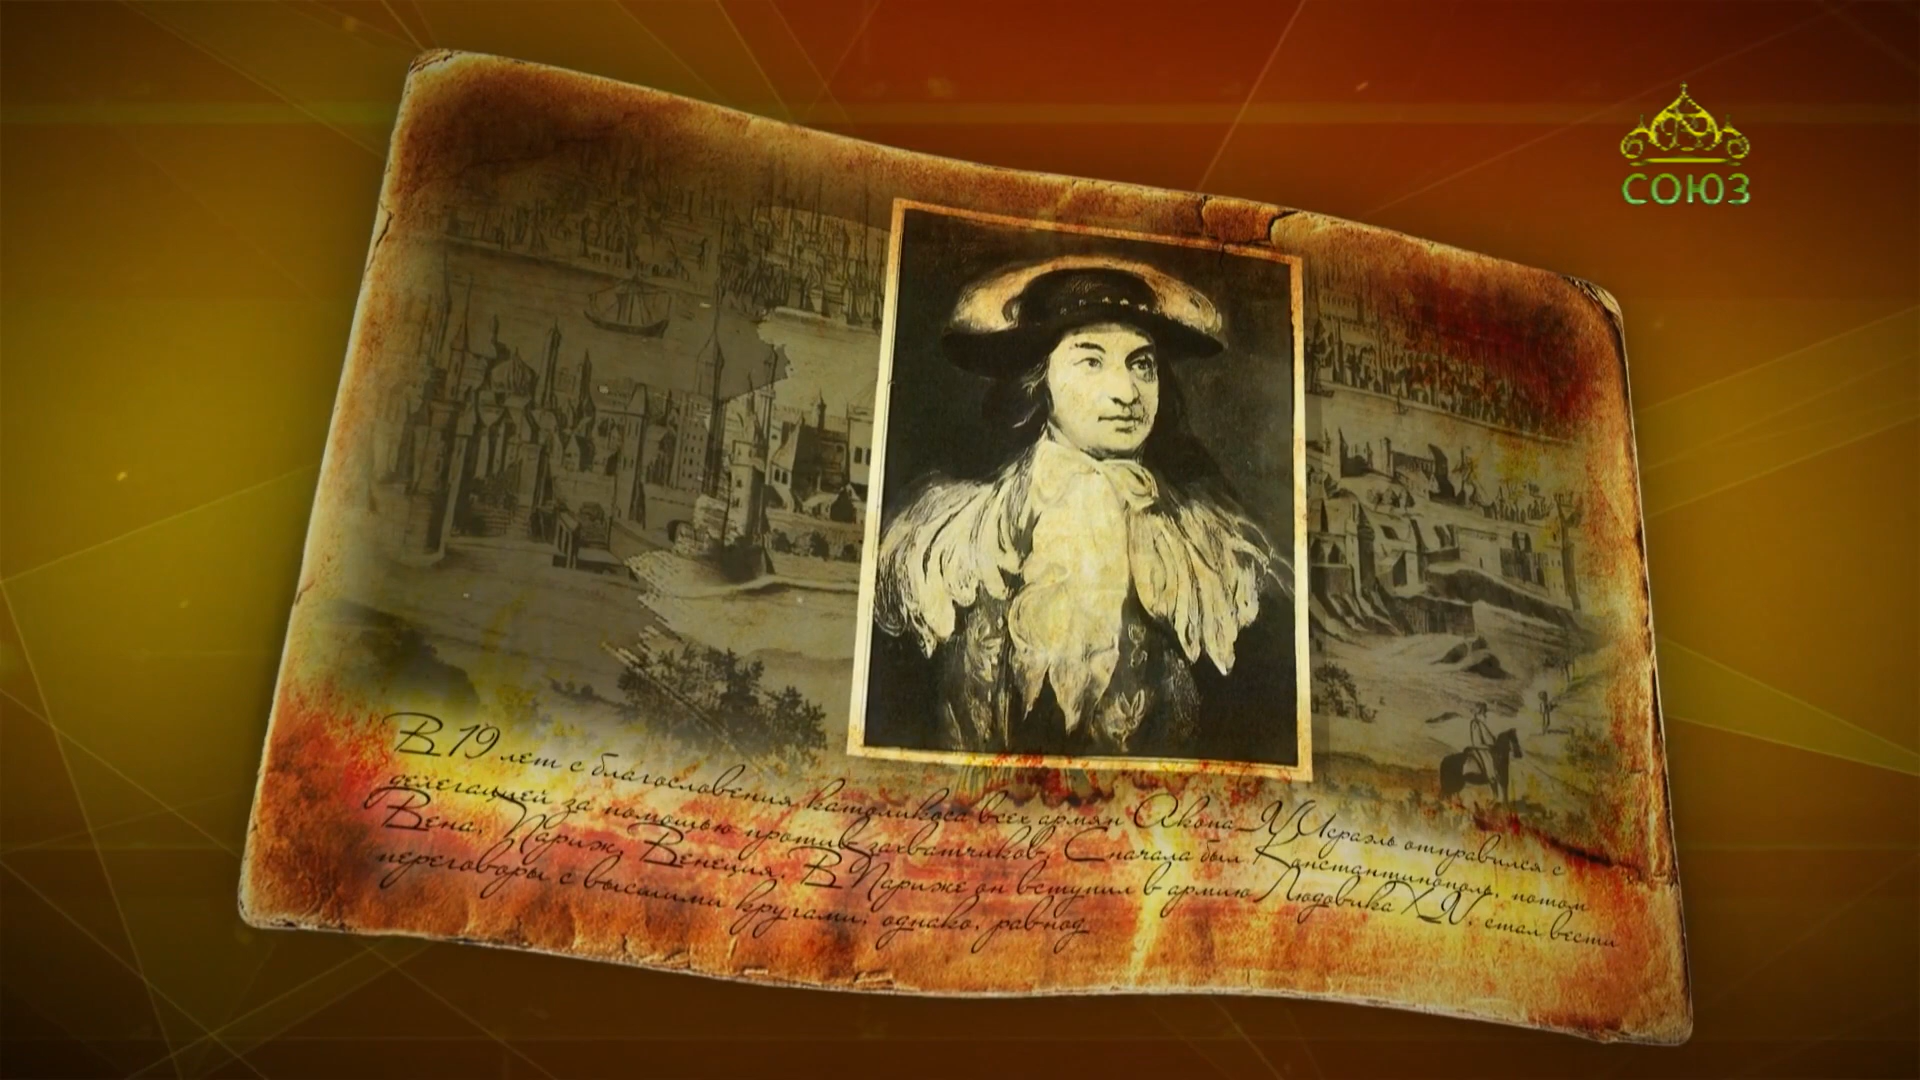 СОЮЗ
В 19 лет с благословения католикоса всех армян Акопа IV Исраэль отправился с
делегацией за помощью против захватчиков. Сначала был Константинополь, потом
Вена, Париж, Венеция. В Париже он вступил в армию Людовика XIV, стал вести
переговоры с высшими кругами, однако, равнод